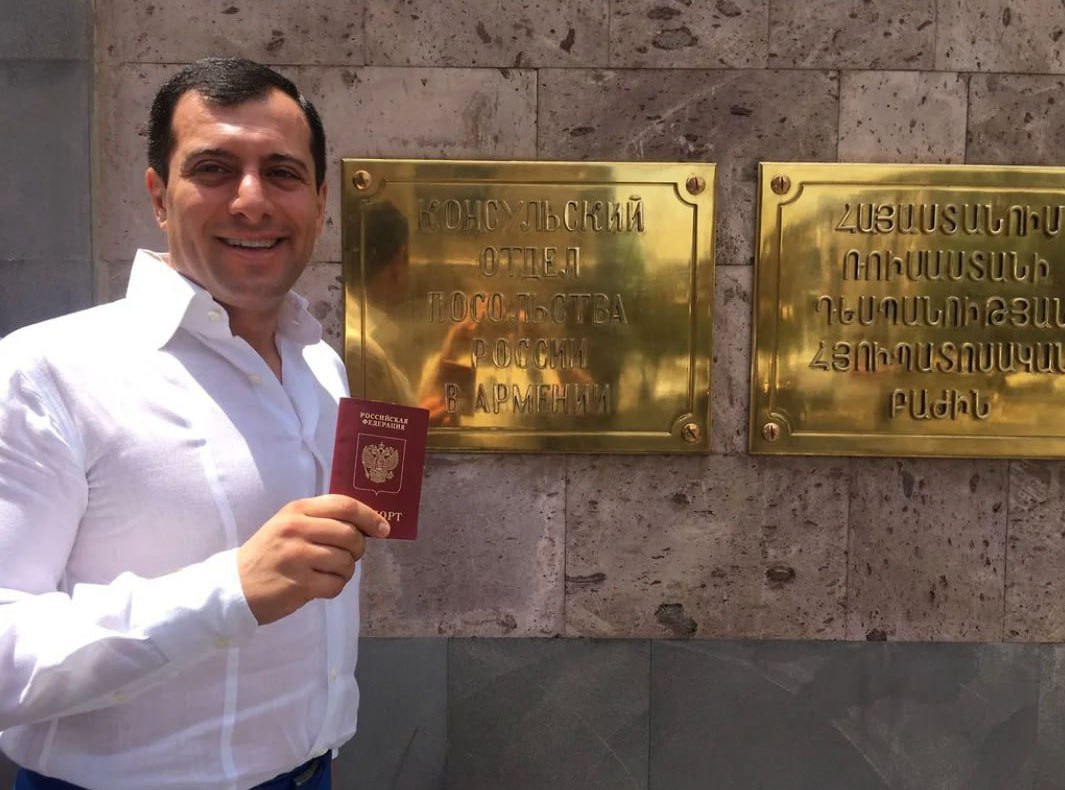 КОНСУЛЬСКИЙ
ОТДЕЛ
ПОСОЛЬСТВА
РОССИИ
В АРМЕНИИ
ՀԱՅԱՍՏԱՆՈՒՄ
ՌՈՒՍԱՍՏԱՆԻ
ԴԵՍՊԱՆՈՒԹՅԱՆ
ՀՅՈՒՊԱՏՈՍԱԿԱՆ
ԲԱԺԻՆ
РОССИЙСКАЯ
ФЕДЕРАЦИЯ